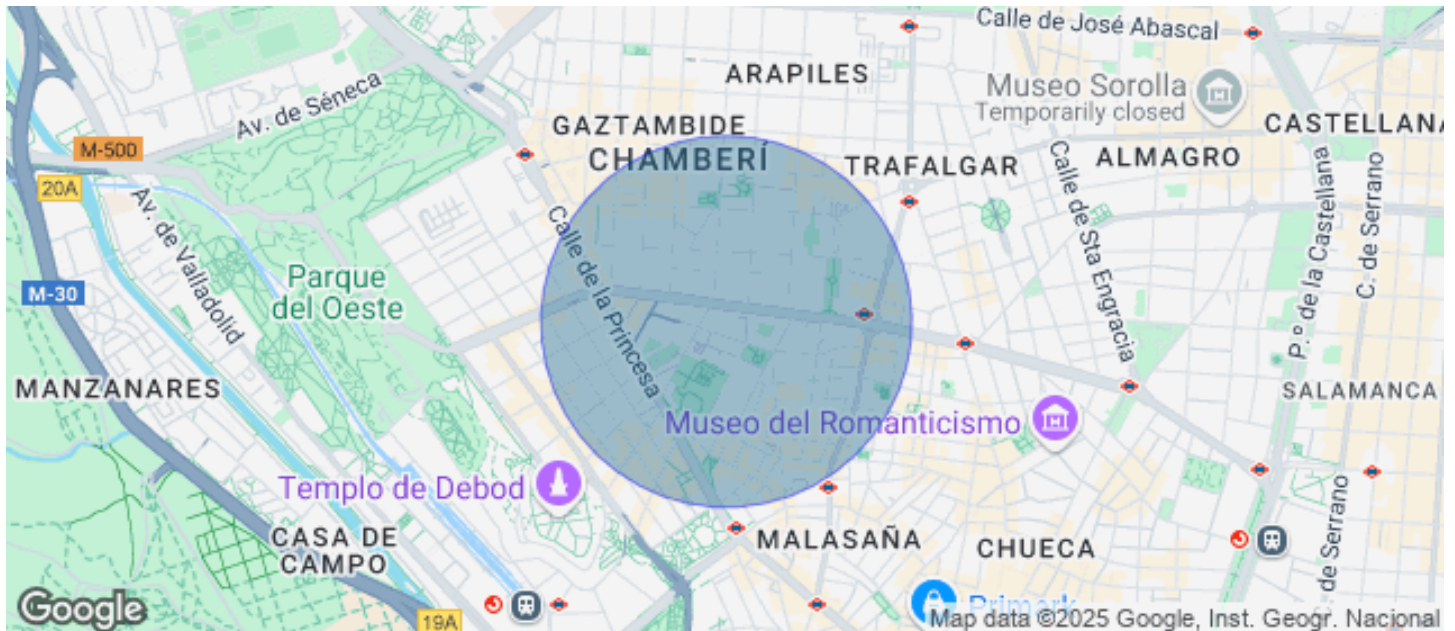 Calle de José Abascal
ARAPILES
Museo Sorolla
Temporarily closed
Av. de Séneca
GAZTAMBIDE
CHAMBERÍ
CASTELLANA
M-500
TRAFALGAR
ALMAGRO
20A
Av. de Valladolid
Calle de la Princesa
Calle de Sta Engracia
P.º de la Castellana
C. de Serrano
Parque
del Oeste
M-30
MANZANARES
SALAMANCA
Museo del Romanticismo
Templo de Debod
CASA DE
CAMPO
MALASAÑA
CHUECA
de Serrano
Primark
Google
19A
Map data ©2025 Google, Inst. Geogr. Nacional